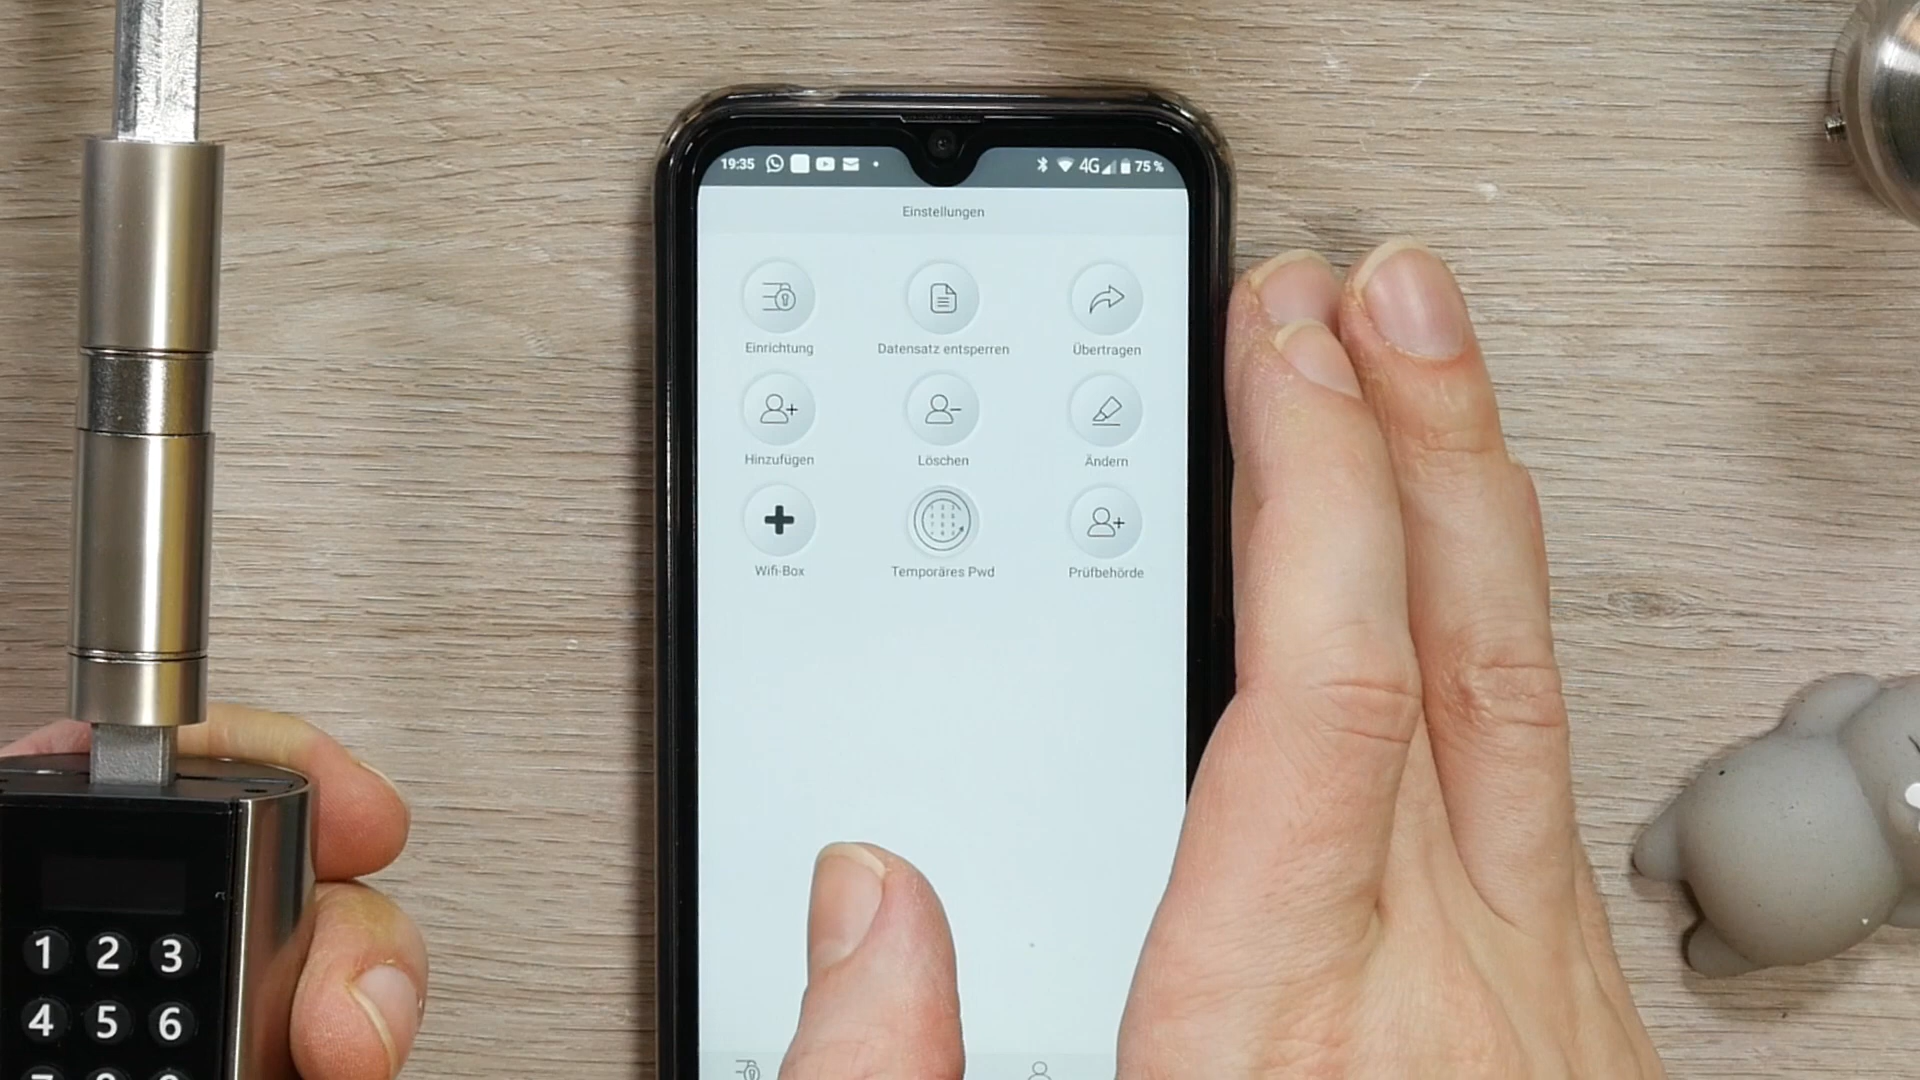 19:35 4G 75 %
Einstellungen
Einrichtung Datensatz entsperren Übertragen
Hinzufügen Löschen Ändern
Wifi-Box Temporäres Pwd Prüfbehörde
1 2 3
4 5 6